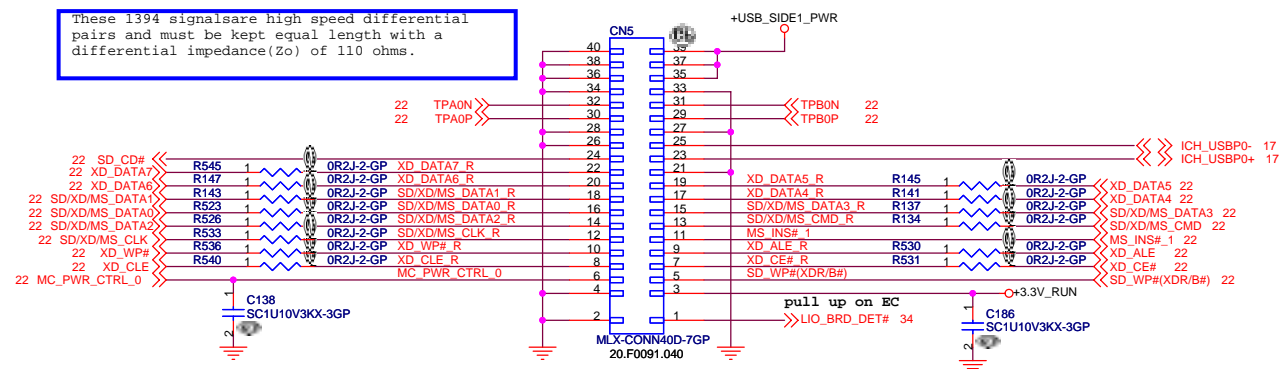 These 1394 signalsare high speed differential
pairs and must be kept equal length with a
differential impedance(Zo) of 110 ohms.
+USB_SIDE1_PWR
CN5
40 39
38 37
36 35
34 33
22 TPA0N 32 31 TPB0N 22
22 TPA0P 30 29 TPB0P 22
28 27
26 25 ICH_USBP0- 17
22 SD_CD# 24 23 ICH_USBP0+ 17
22 XD_DATA7 R545 1 0R2J-2-GP XD_DATA7_R 22 21
22 XD_DATA6 R147 1 0R2J-2-GP XD_DATA6_R 20 19 XD_DATA5_R R145 1 0R2J-2-GP XD_DATA5 22
22 SD/XD/MS_DATA1 R143 1 0R2J-2-GP SD/XD/MS_DATA1_R 18 17 XD_DATA4_R R141 1 0R2J-2-GP XD_DATA4 22
22 SD/XD/MS_DATA0 R523 1 0R2J-2-GP SD/XD/MS_DATA0_R 16 15 SD/XD/MS_DATA3_R R137 1 0R2J-2-GP SD/XD/MS_DATA3 22
22 SD/XD/MS_DATA2 R526 1 0R2J-2-GP SD/XD/MS_DATA2_R 14 13 SD/XD/MS_CMD_R R134 1 0R2J-2-GP SD/XD/MS_CMD 22
22 SD/XD/MS_CLK R533 1 0R2J-2-GP SD/XD/MS_CLK_R 12 11 MS_INS#_1 MS_INS#_1 22
22 XD_WP# R536 1 0R2J-2-GP XD_WP#_R 10 9 XD_ALE_R R530 1 0R2J-2-GP XD_ALE 22
22 XD_CLE R540 1 0R2J-2-GP XD_CLE_R 8 7 XD_CE#_R R531 1 0R2J-2-GP XD_CE# 22
22 MC_PWR_CTRL_0 MC_PWR_CTRL_0 6 5 SD_WP#(XDR/B#) SD_WP#(XDR/B#) 22
4 3 +3.3V_RUN
pull up on EC
2 1 LIO_BRD_DET# 34
1 C138
SC1U10V3KX-3GP
2
1 C186
SC1U10V3KX-3GP
2
MLX-CONN40D-7GP
20.F0091.040